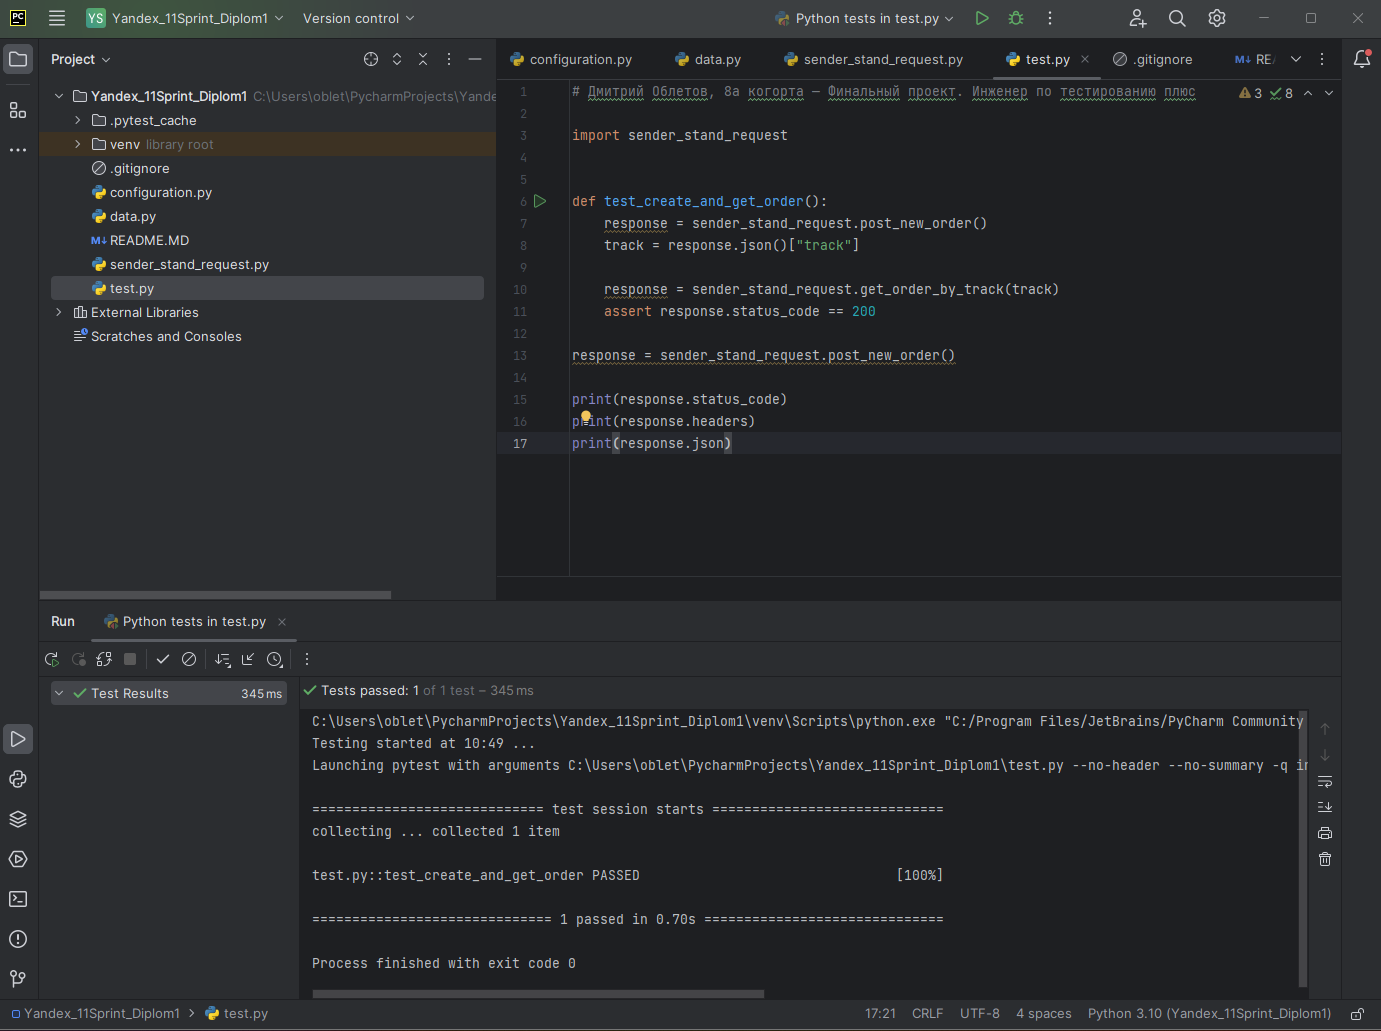 PC
YS Yandex_11Sprint_Diplom1
Version control
Python tests in test.py
Project
configuration.py
data.py
sender_stand_request.py
test.py
.gitignore
M↓ RE
Yandex_11Sprint_Diplom1 C:\Users\oblet\PycharmProjects\Yande
.pytest_cache
venv library root
.gitignore
configuration.py
data.py
M↓ README.MD
sender_stand_request.py
test.py
External Libraries
Scratches and Consoles
1 # Дмитрий Облетов, 8а когорта — Финальный проект. Инженер по тестированию плюс
3 8
2
3 import sender_stand_request
4
5
6 def test_create_and_get_order():
7 response = sender_stand_request.post_new_order()
8 track = response.json()["track"]
9
10 response = sender_stand_request.get_order_by_track(track)
11 assert response.status_code == 200
12
13 response = sender_stand_request.post_new_order()
14
15 print(response.status_code)
16 print(response.headers)
17 print(response.json)
Run
Python tests in test.py
Test Results 345 ms
Tests passed: 1 of 1 test – 345 ms
C:\Users\oblet\PycharmProjects\Yandex_11Sprint_Diplom1\venv\Scripts\python.exe "C:/Program Files/JetBrains/PyCharm Community
Testing started at 10:49 ...
Launching pytest with arguments C:\Users\oblet\PycharmProjects\Yandex_11Sprint_Diplom1\test.py --no-header --no-summary -q in
============================= test session starts =============================
collecting ... collected 1 item
test.py::test_create_and_get_order PASSED [100%]
============================== 1 passed in 0.70s ==============================
Process finished with exit code 0
Yandex_11Sprint_Diplom1 > test.py
17:21 CRLF UTF-8 4 spaces Python 3.10 (Yandex_11Sprint_Diplom1)